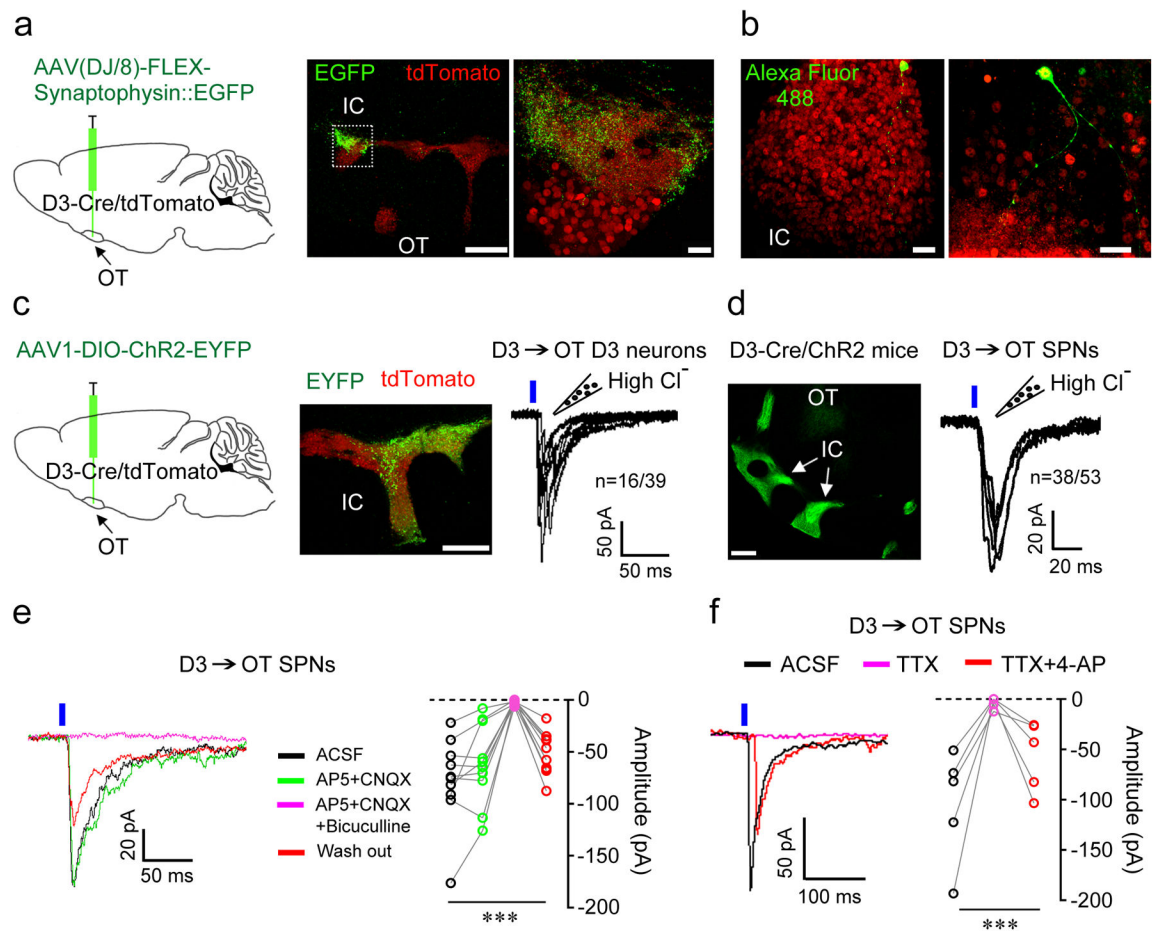 a
AAV(DJ/8)-FLEX-
Synaptophysin::EGFP
D3-Cre/tdTomato
OT
EGFP tdTomato
IC
OT
b
Alexa Fluor
488
IC
c
AAV1-DIO-ChR2-EYFP
D3-Cre/tdTomato
OT
EYFP tdTomato
IC
D3 → OT D3 neurons
High Cl⁻
n=16/39
50 pA
50 ms
d
D3-Cre/ChR2 mice
OT
IC
D3 → OT SPNs
High Cl⁻
n=38/53
20 pA
20 ms
e
D3 → OT SPNs
20 pA
50 ms
ACSF
AP5+CNQX
AP5+CNQX
+Bicuculline
Wash out
0
-50
-100
-150
-200
Amplitude (pA)
***
f
D3 → OT SPNs
ACSF TTX TTX+4-AP
50 pA
100 ms
0
-50
-100
-150
-200
Amplitude (pA)
***